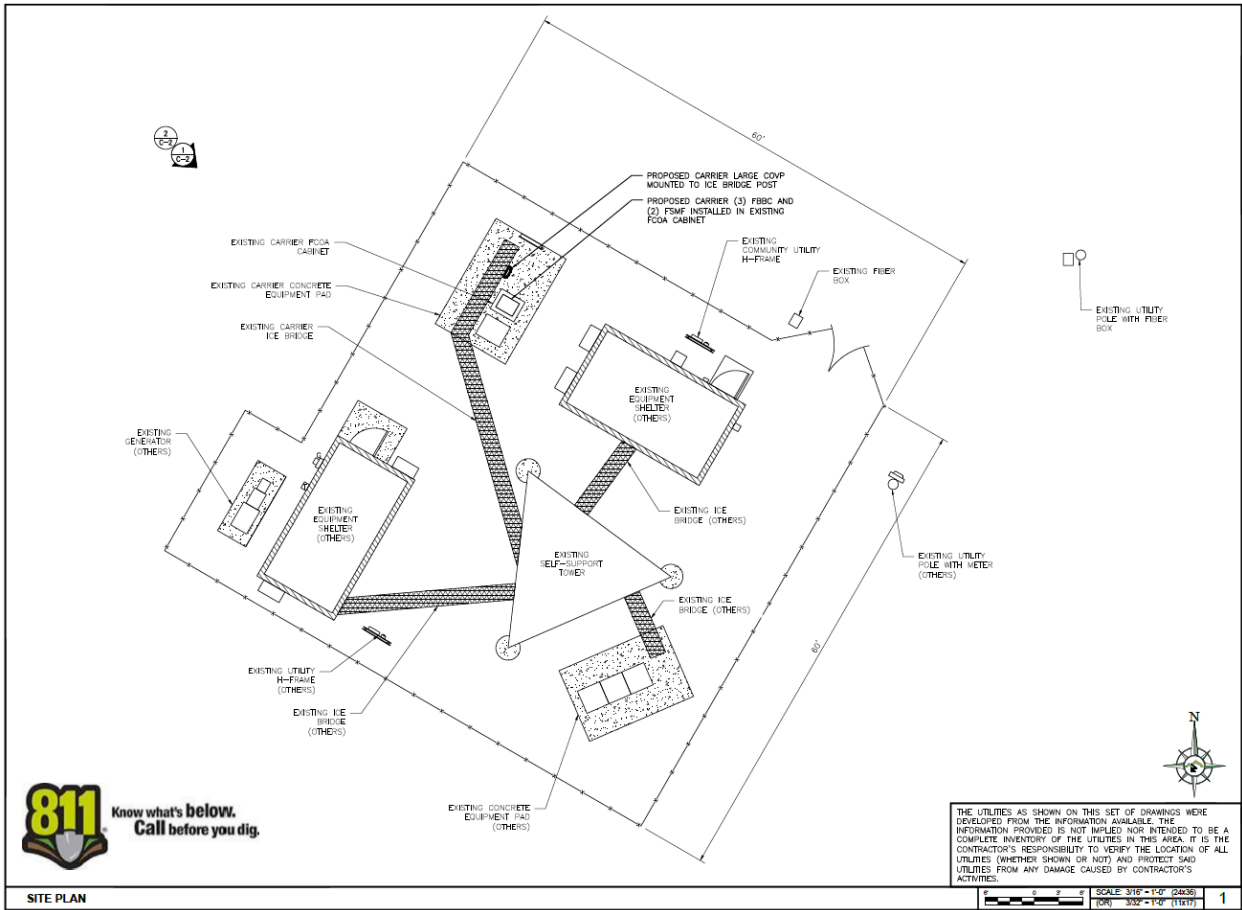 60'
2
C-2
1
C-2
PROPOSED CARRIER LARGE COVP
MOUNTED TO ICE BRIDGE POST
PROPOSED CARRIER (3) FBBC AND
(2) FSMF INSTALLED IN EXISTING
FCOA CABINET
EXISTING CARRIER FCOA
CABINET
EXISTING
COMMUNITY UTILITY
H-FRAME
EXISTING FIBER
BOX
EXISTING CARRIER CONCRETE
EQUIPMENT PAD
EXISTING UTILITY
POLE WITH FIBER
BOX
EXISTING CARRIER
ICE BRIDGE
EXISTING
EQUIPMENT
SHELTER
(OTHERS)
EXISTING
GENERATOR
(OTHERS)
G
EXISTING
EQUIPMENT
SHELTER
(OTHERS)
EXISTING ICE
BRIDGE (OTHERS)
EXISTING
SELF-SUPPORT
TOWER
EXISTING UTILITY
POLE WITH METER
(OTHERS)
EXISTING ICE
BRIDGE (OTHERS)
60'
EXISTING UTILITY
H-FRAME
(OTHERS)
EXISTING ICE
BRIDGE
(OTHERS)
N
EXISTING CONCRETE
EQUIPMENT PAD
(OTHERS)
811
Know what's below.
Call before you dig.
THE UTILITIES AS SHOWN ON THIS SET OF DRAWINGS WERE
DEVELOPED FROM THE INFORMATION AVAILABLE. THE
INFORMATION PROVIDED IS NOT IMPLIED NOR INTENDED TO BE A
COMPLETE INVENTORY OF THE UTILITIES IN THIS AREA. IT IS THE
CONTRACTOR'S RESPONSIBILITY TO VERIFY THE LOCATION OF ALL
UTILITIES (WHETHER SHOWN OR NOT) AND PROTECT SAID
UTILITIES FROM ANY DAMAGE CAUSED BY CONTRACTOR'S
ACTIVITIES.
SITE PLAN
6' 0 3' 6'
SCALE: 3/16" = 1'-0" (24x36)
(OR) 3/32" = 1'-0" (11x17)
1